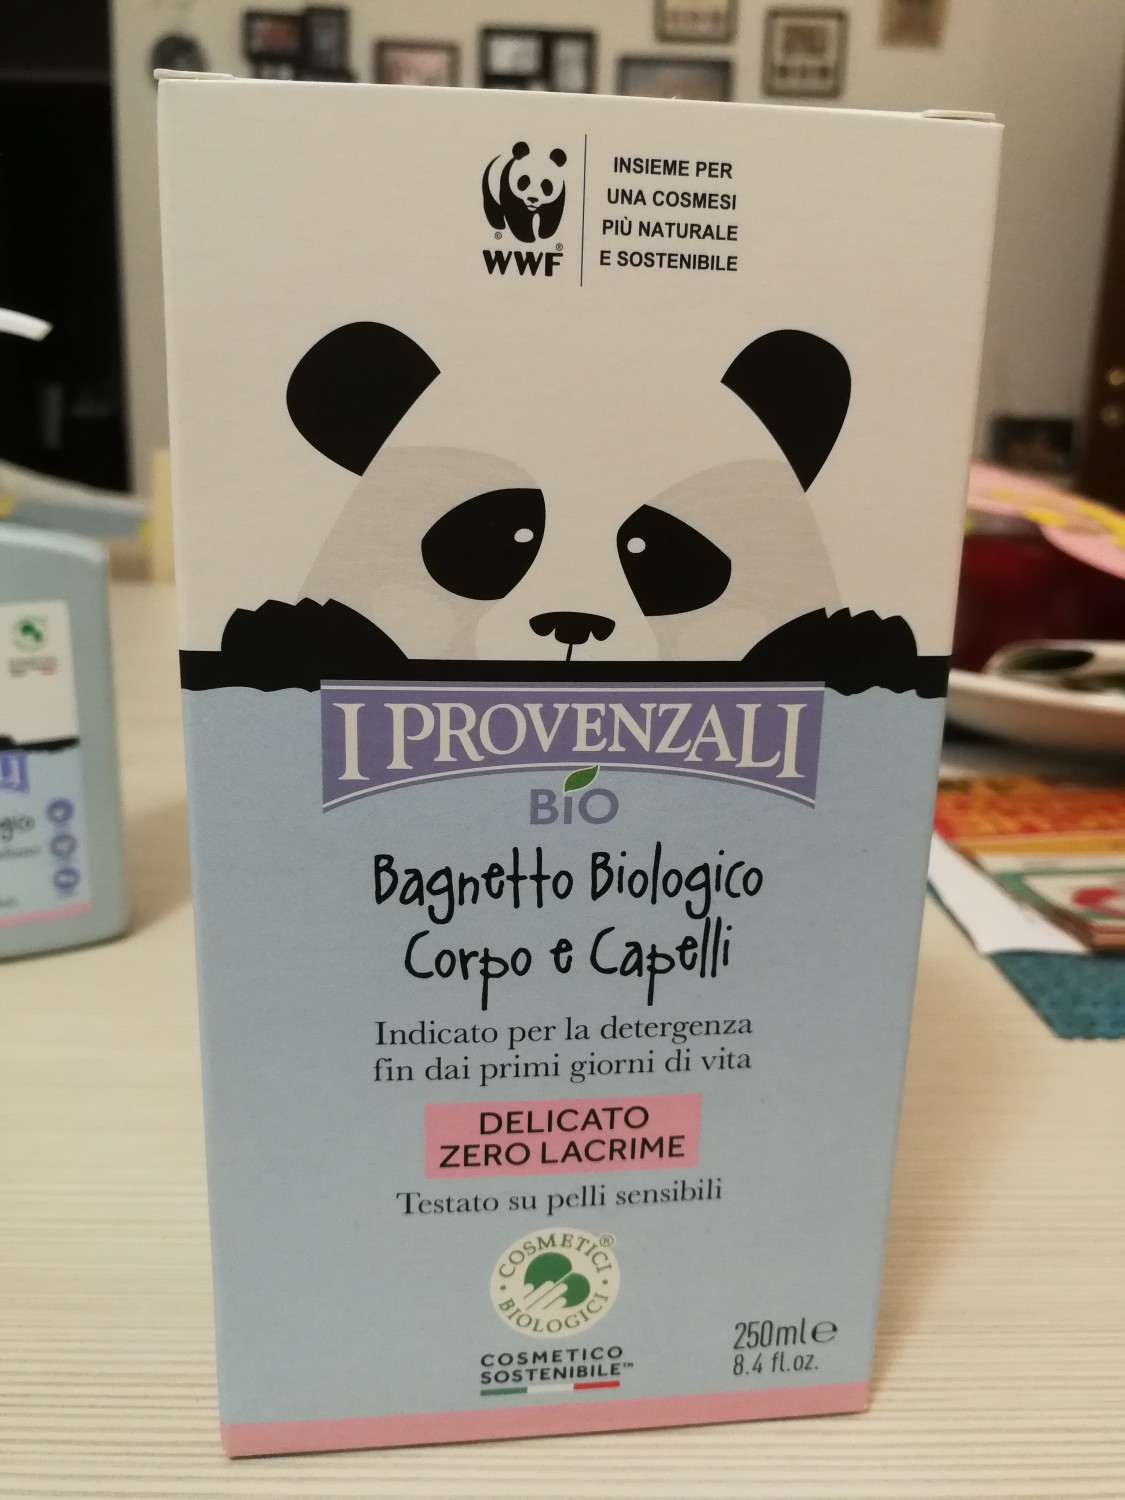 WWF
INSIEME PER
UNA COSMESI
PIÙ NATURALE
E SOSTENIBILE
I PROVENZALI
BIO
Bagnetto Biologico
Corpo e Capelli
Indicato per la detergenza
fin dai primi giorni di vita
DELICATO
ZERO LACRIME
Testato su pelli sensibili
COSMETICI
BIOLOGICI
COSMETICO
SOSTENIBILE™
250ml e
8.4 fl.oz.